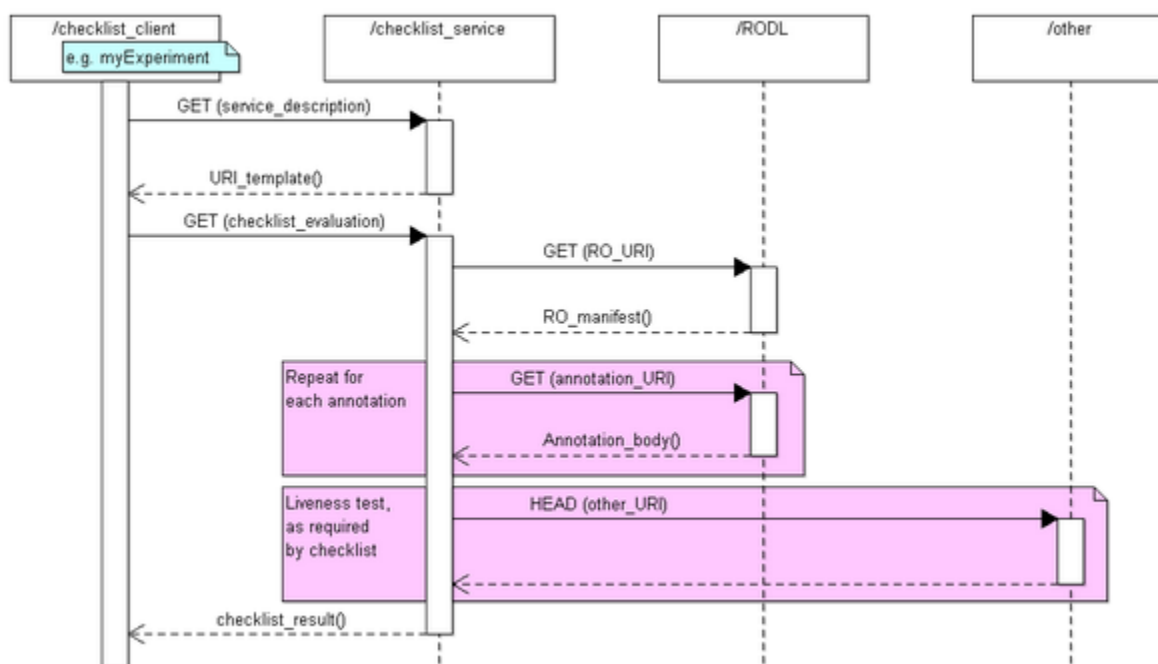 /checklist_client
/checklist_service
/RODL
/other
e.g. myExperiment
GET (service_description)
URI_template()
GET (checklist_evaluation)
GET (RO_URI)
RO_manifest()
Repeat for
each annotation
GET (annotation_URI)
Annotation_body()
Liveness test,
as required
by checklist
HEAD (other_URI)
checklist_result()